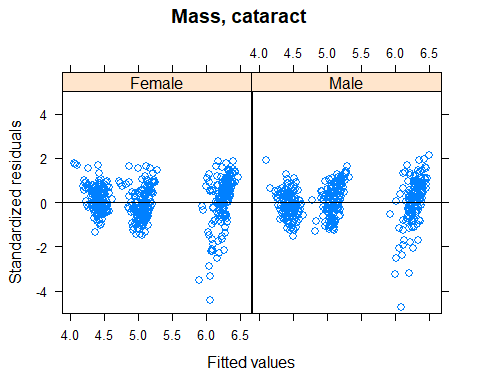 Mass, cataract
4.0 4.5 5.0 5.5 6.0 6.5
Female Male
4
2
0
-2
-4
Standardized residuals
4.0 4.5 5.0 5.5 6.0 6.5
Fitted values